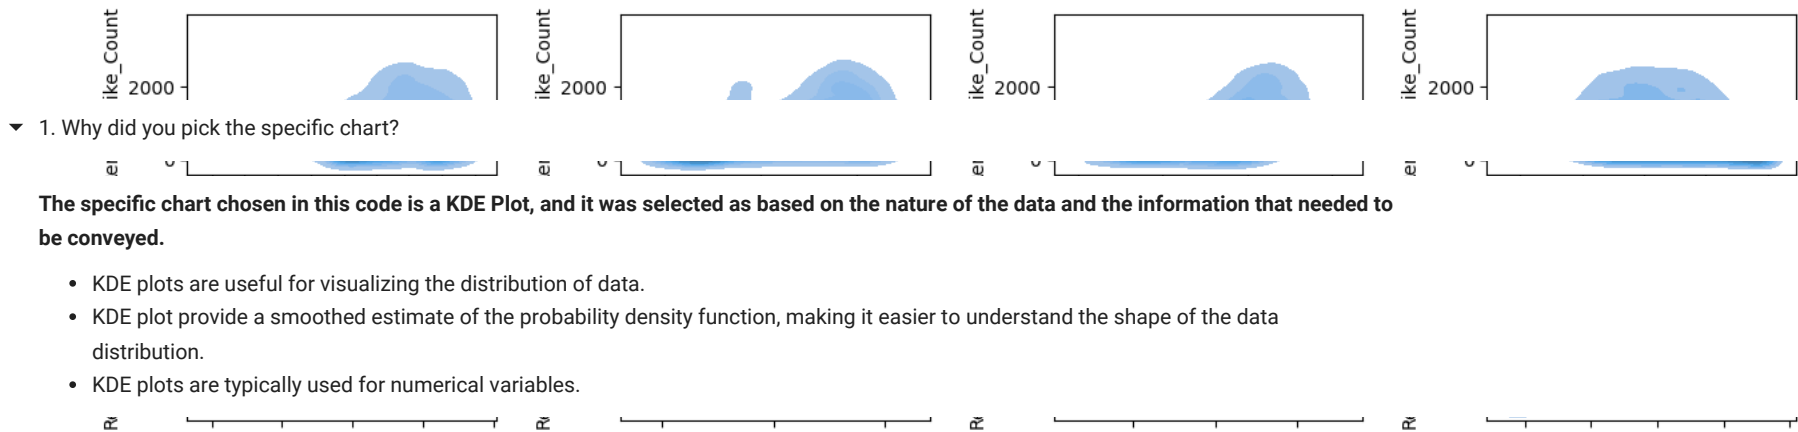 ike_Count ike_Count ike_Count ike_Count
2000 2000 2000 2000
1. Why did you pick the specific chart?
The specific chart chosen in this code is a KDE Plot, and it was selected as based on the nature of the data and the information that needed to
be conveyed.
• KDE plots are useful for visualizing the distribution of data.
• KDE plot provide a smoothed estimate of the probability density function, making it easier to understand the shape of the data
distribution.
• KDE plots are typically used for numerical variables.